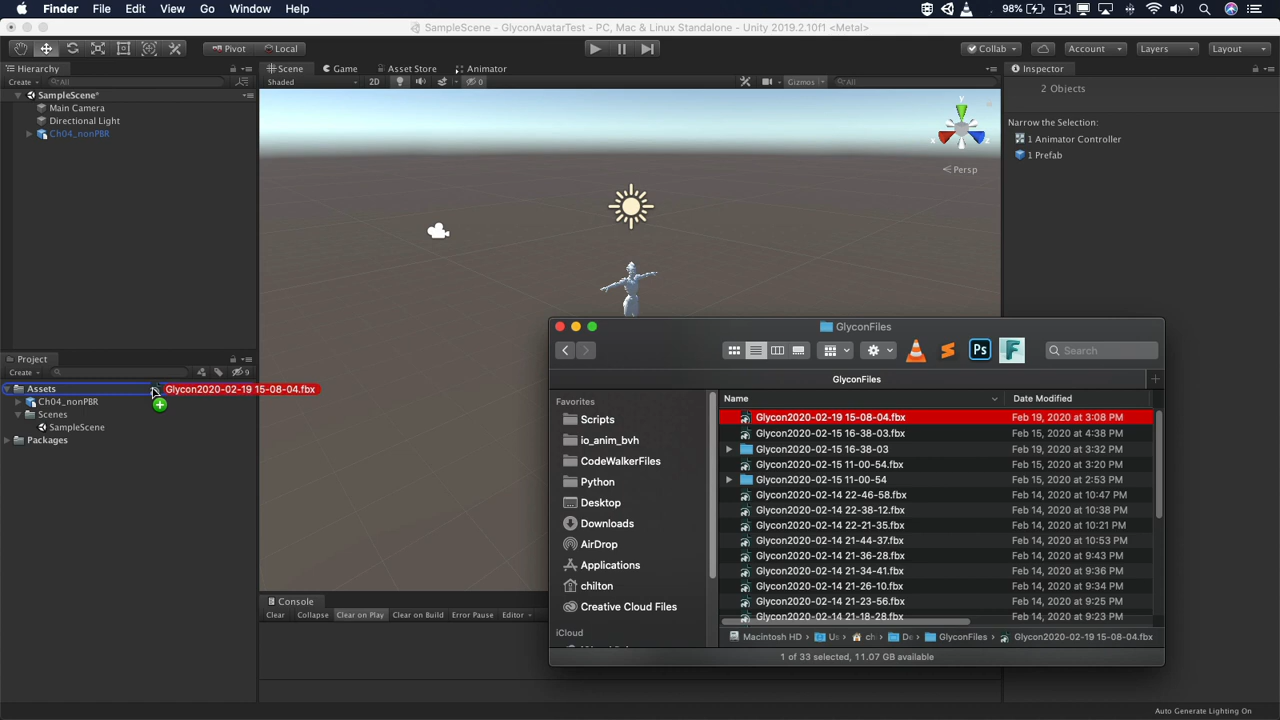 Finder File Edit View Go Window Help 98%
SampleScene - GlyconAvatarTest - PC, Mac & Linux Standalone - Unity 2019.2.10f1 <Metal>
Pivot Local Collab Account Layers Layout
Hierarchy Scene Game Asset Store Animator Inspector
Create All Shaded 2D 0 Gizmos All
2 Objects
SampleScene*
Main Camera
Directional Light
Ch04_nonPBR
Narrow the Selection:
1 Animator Controller
1 Prefab
y
x
z
Persp
Project
Create 9
Assets
Glycon2020-02-19 15-08-04.fbx
Ch04_nonPBR
Scenes
SampleScene
Packages
GlyconFiles
Ps
Search
GlyconFiles
Favorites
Scripts
io_anim_bvh
CodeWalkerFiles
Python
Desktop
Downloads
AirDrop
Applications
chilton
Creative Cloud Files
iCloud
Name Date Modified
Glycon2020-02-19 15-08-04.fbx Feb 19, 2020 at 3:08 PM
Glycon2020-02-15 16-38-03.fbx Feb 15, 2020 at 4:38 PM
Glycon2020-02-15 16-38-03 Feb 19, 2020 at 3:32 PM
Glycon2020-02-15 11-00-54.fbx Feb 15, 2020 at 3:20 PM
Glycon2020-02-15 11-00-54 Feb 15, 2020 at 2:53 PM
Glycon2020-02-14 22-46-58.fbx Feb 14, 2020 at 10:47 PM
Glycon2020-02-14 22-38-12.fbx Feb 14, 2020 at 10:38 PM
Glycon2020-02-14 22-21-35.fbx Feb 14, 2020 at 10:21 PM
Glycon2020-02-14 21-44-37.fbx Feb 14, 2020 at 10:53 PM
Glycon2020-02-14 21-36-28.fbx Feb 14, 2020 at 9:43 PM
Glycon2020-02-14 21-34-41.fbx Feb 14, 2020 at 9:36 PM
Glycon2020-02-14 21-26-10.fbx Feb 14, 2020 at 9:34 PM
Glycon2020-02-14 21-23-56.fbx Feb 14, 2020 at 9:25 PM
Glycon2020-02-14 21-18-28.fbx Feb 14, 2020 at 9:23 PM
Macintosh HD › Us › ch › De › GlyconFiles › Glycon2020-02-19 15-08-04.fbx
1 of 33 selected, 11.07 GB available
Console
Clear Collapse Clear on Play Clear on Build Error Pause Editor
Auto Generate Lighting On